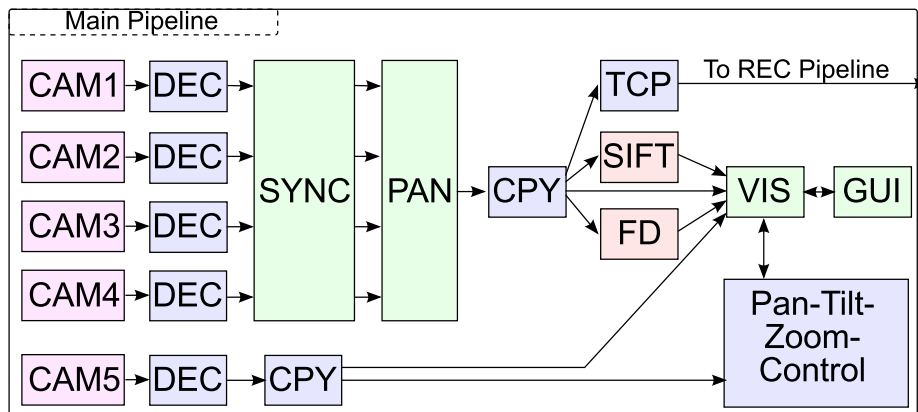 Main Pipeline
CAM1
DEC
CAM2
DEC
CAM3
DEC
CAM4
DEC
SYNC
PAN
CPY
TCP
To REC Pipeline
SIFT
FD
VIS
GUI
CAM5
DEC
CPY
Pan-Tilt-
Zoom-
Control